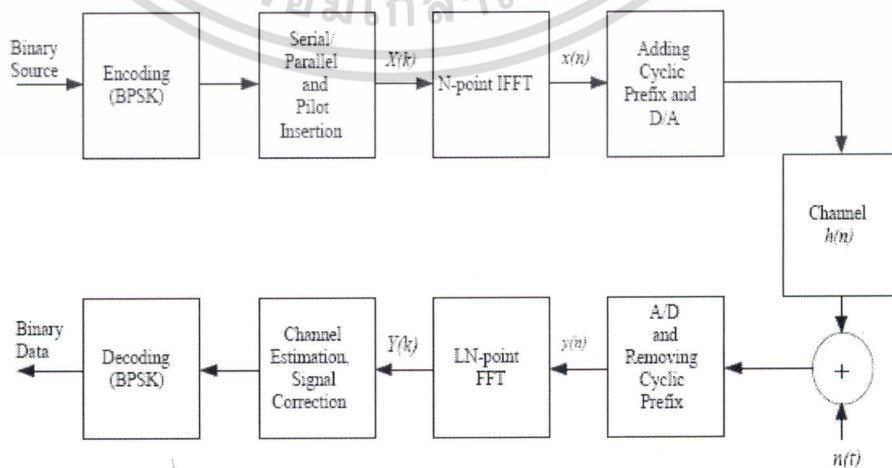 Binary
Source
Encoding
(BPSK)
Serial/
Parallel
and
Pilot
Insertion
X(k)
N-point IFFT
x(n)
Adding
Cyclic
Prefix and
D/A
Channel
h(n)
Binary
Data
Decoding
(BPSK)
Channel
Estimation,
Signal
Correction
Y(k)
LN-point
FFT
y(n)
A/D
and
Removing
Cyclic
Prefix
+
n(t)